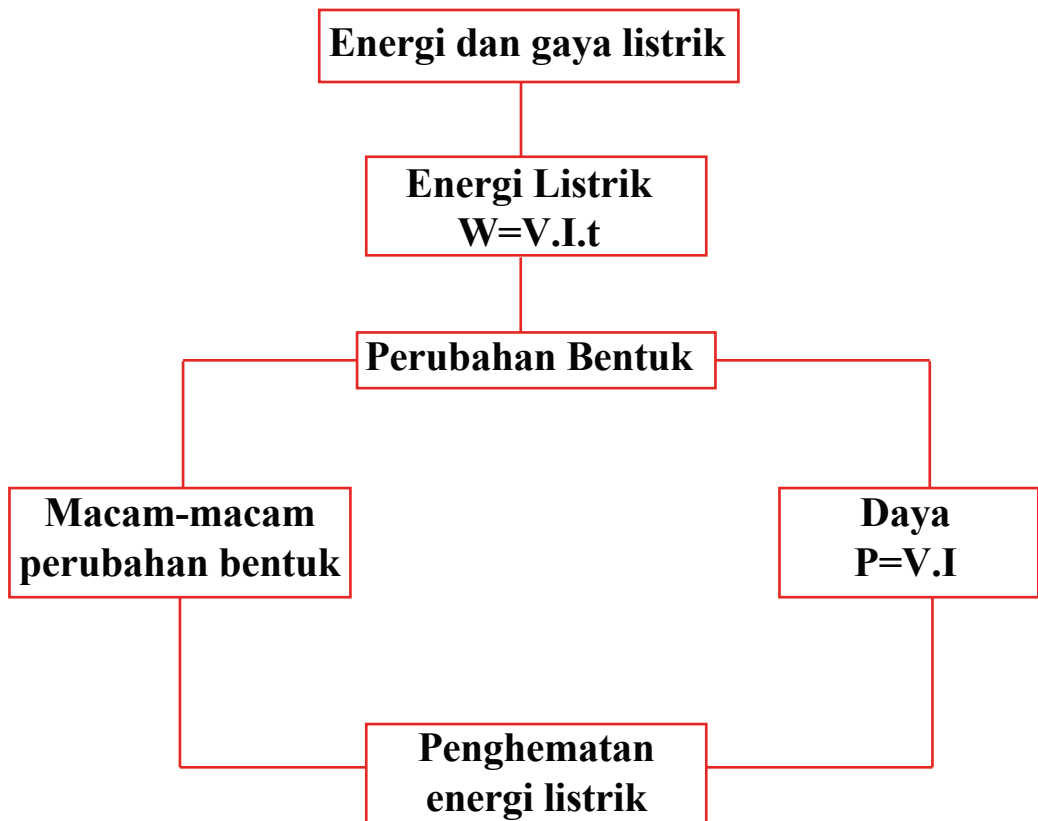 Energi dan gaya listrik
Energi Listrik
W=V.I.t
Perubahan Bentuk
Macam-macam
perubahan bentuk
Daya
P=V.I
Penghematan
energi listrik